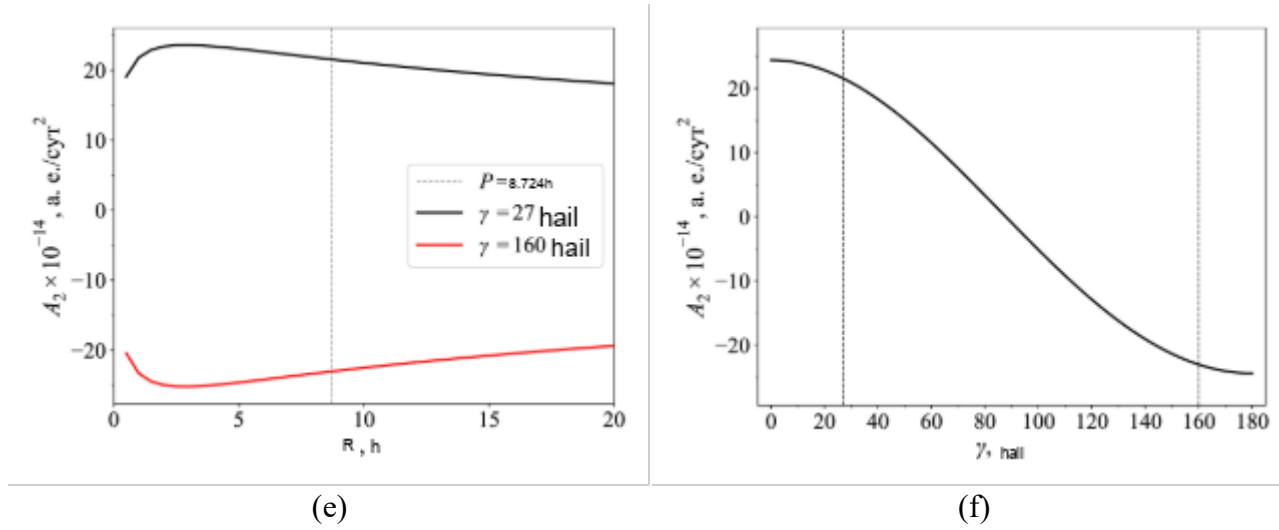 A₂ × 10⁻¹⁴, а. е./сут²
20
10
0
−10
−20
P = 8.724h
γ = 27 hail
γ = 160 hail
0 5 10 15 20
R , h
(e)
A₂ × 10⁻¹⁴, а. е./сут²
20
10
0
−10
−20
0 20 40 60 80 100 120 140 160 180
γ, hail
(f)